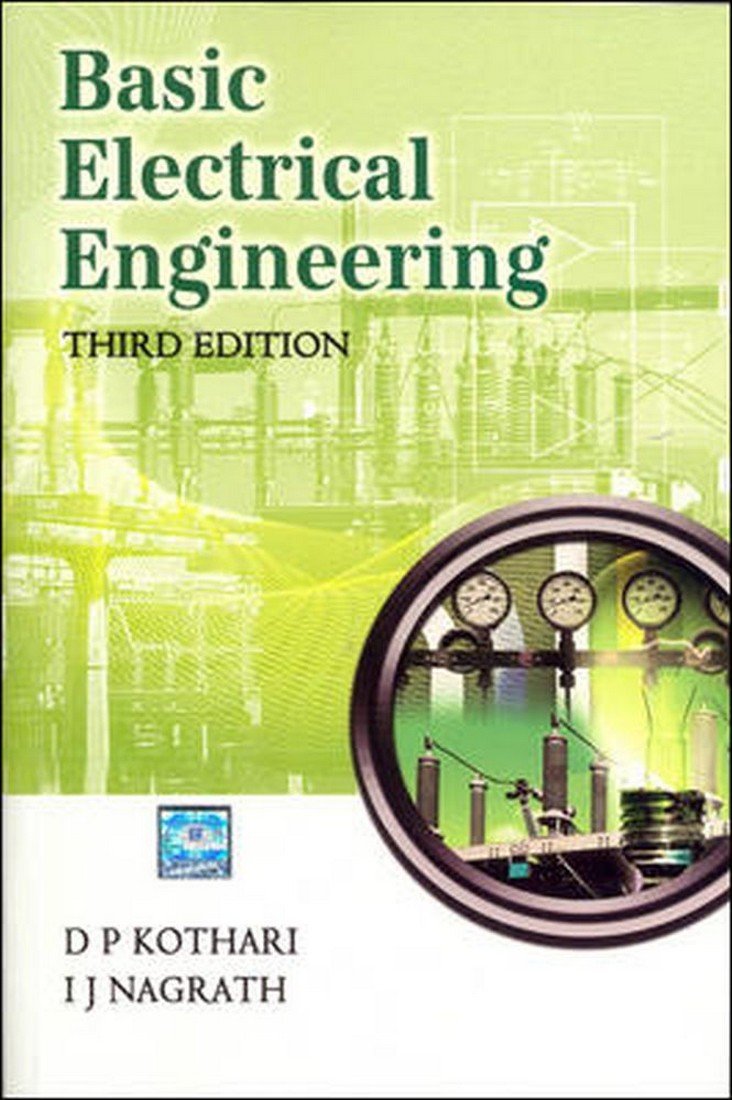 Basic
Electrical
Engineering
THIRD EDITION
D P KOTHARI
I J NAGRATH